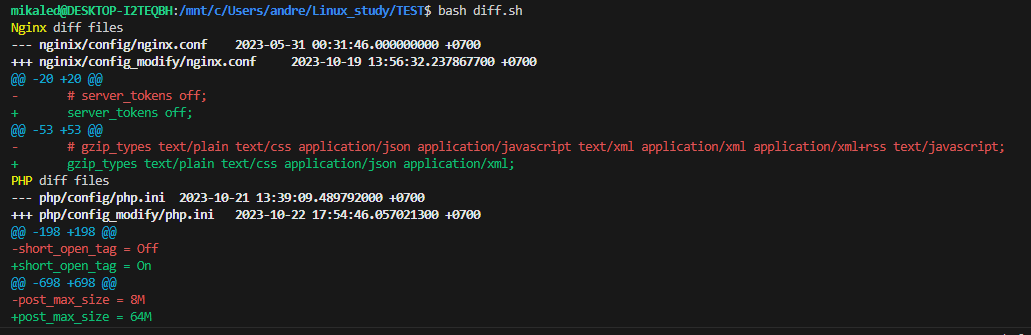 mikaled@DESKTOP-I2TEQBH:/mnt/c/Users/andre/Linux_study/TEST$ bash diff.sh
Nginx diff files
--- nginix/config/nginx.conf    2023-05-31 00:31:46.000000000 +0700
+++ nginix/config_modify/nginx.conf     2023-10-19 13:56:32.237867700 +0700
@@ -20 +20 @@
-       # server_tokens off;
+       server_tokens off;
@@ -53 +53 @@
-       # gzip_types text/plain text/css application/json application/javascript text/xml application/xml application/xml+rss text/javascript;
+       gzip_types text/plain text/css application/json application/xml;
PHP diff files
--- php/config/php.ini  2023-10-21 13:39:09.489792000 +0700
+++ php/config_modify/php.ini   2023-10-22 17:54:46.057021300 +0700
@@ -198 +198 @@
-short_open_tag = Off
+short_open_tag = On
@@ -698 +698 @@
-post_max_size = 8M
+post_max_size = 64M